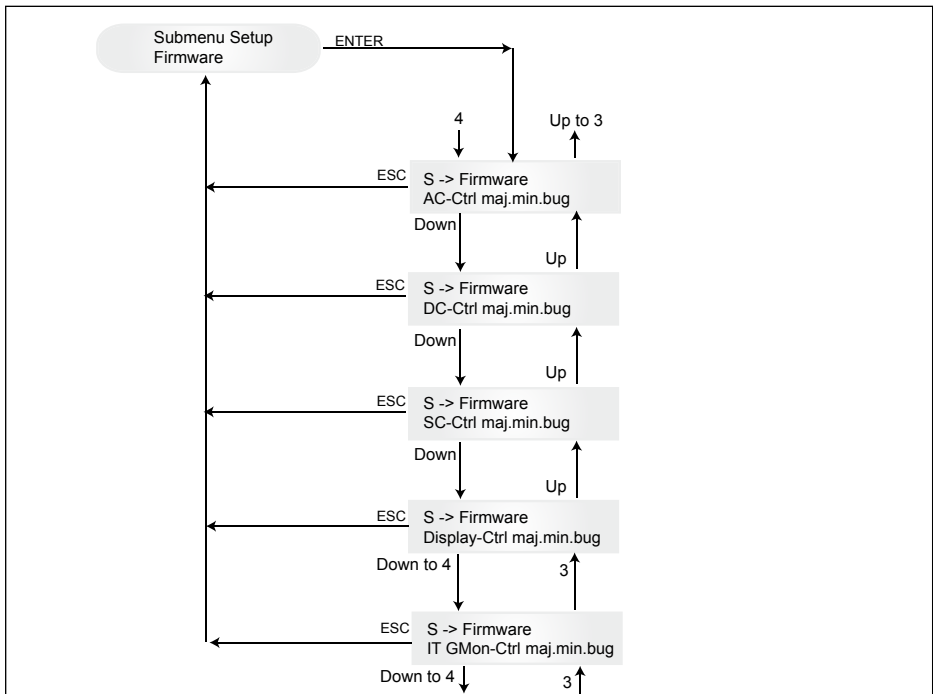 Submenu Setup
Firmware
ENTER
4
Up to 3
ESC
S -> Firmware
AC-Ctrl maj.min.bug
Down
Up
ESC
S -> Firmware
DC-Ctrl maj.min.bug
Down
Up
ESC
S -> Firmware
SC-Ctrl maj.min.bug
Down
Up
ESC
S -> Firmware
Display-Ctrl maj.min.bug
Down to 4
3
ESC
S -> Firmware
IT GMon-Ctrl maj.min.bug
Down to 4
3